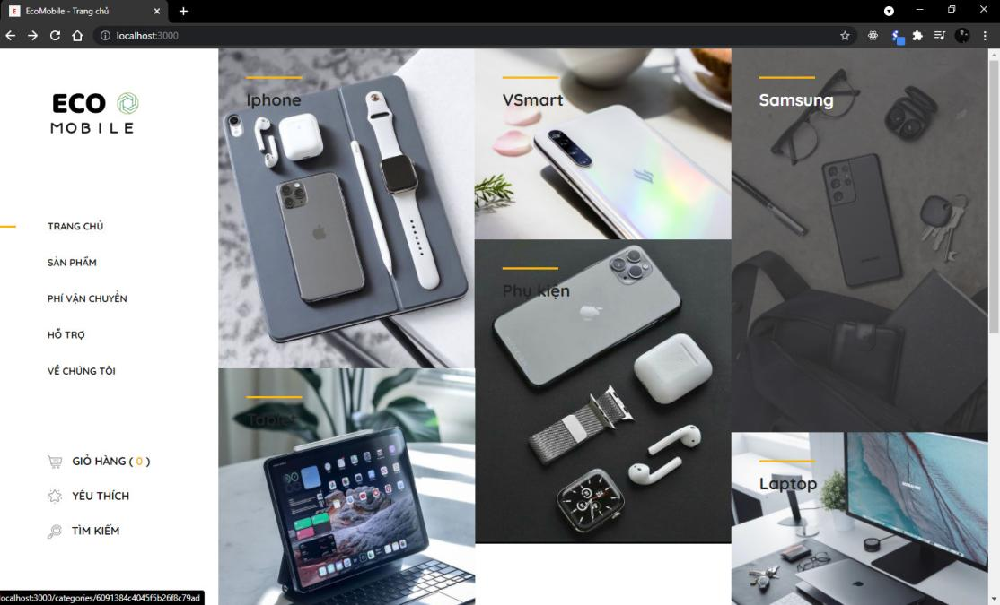 EcoMobile - Trang chủ
localhost:3000
ECO
MOBILE
TRANG CHỦ
SẢN PHẨM
PHÍ VẬN CHUYỂN
HỖ TRỢ
VỀ CHÚNG TÔI
GIỎ HÀNG ( 0 )
YÊU THÍCH
TÌM KIẾM
Iphone
VSmart
Samsung
Phụ kiện
Tablet
Laptop
localhost:3000/categories/6091384c4045f5b26f8c79ad